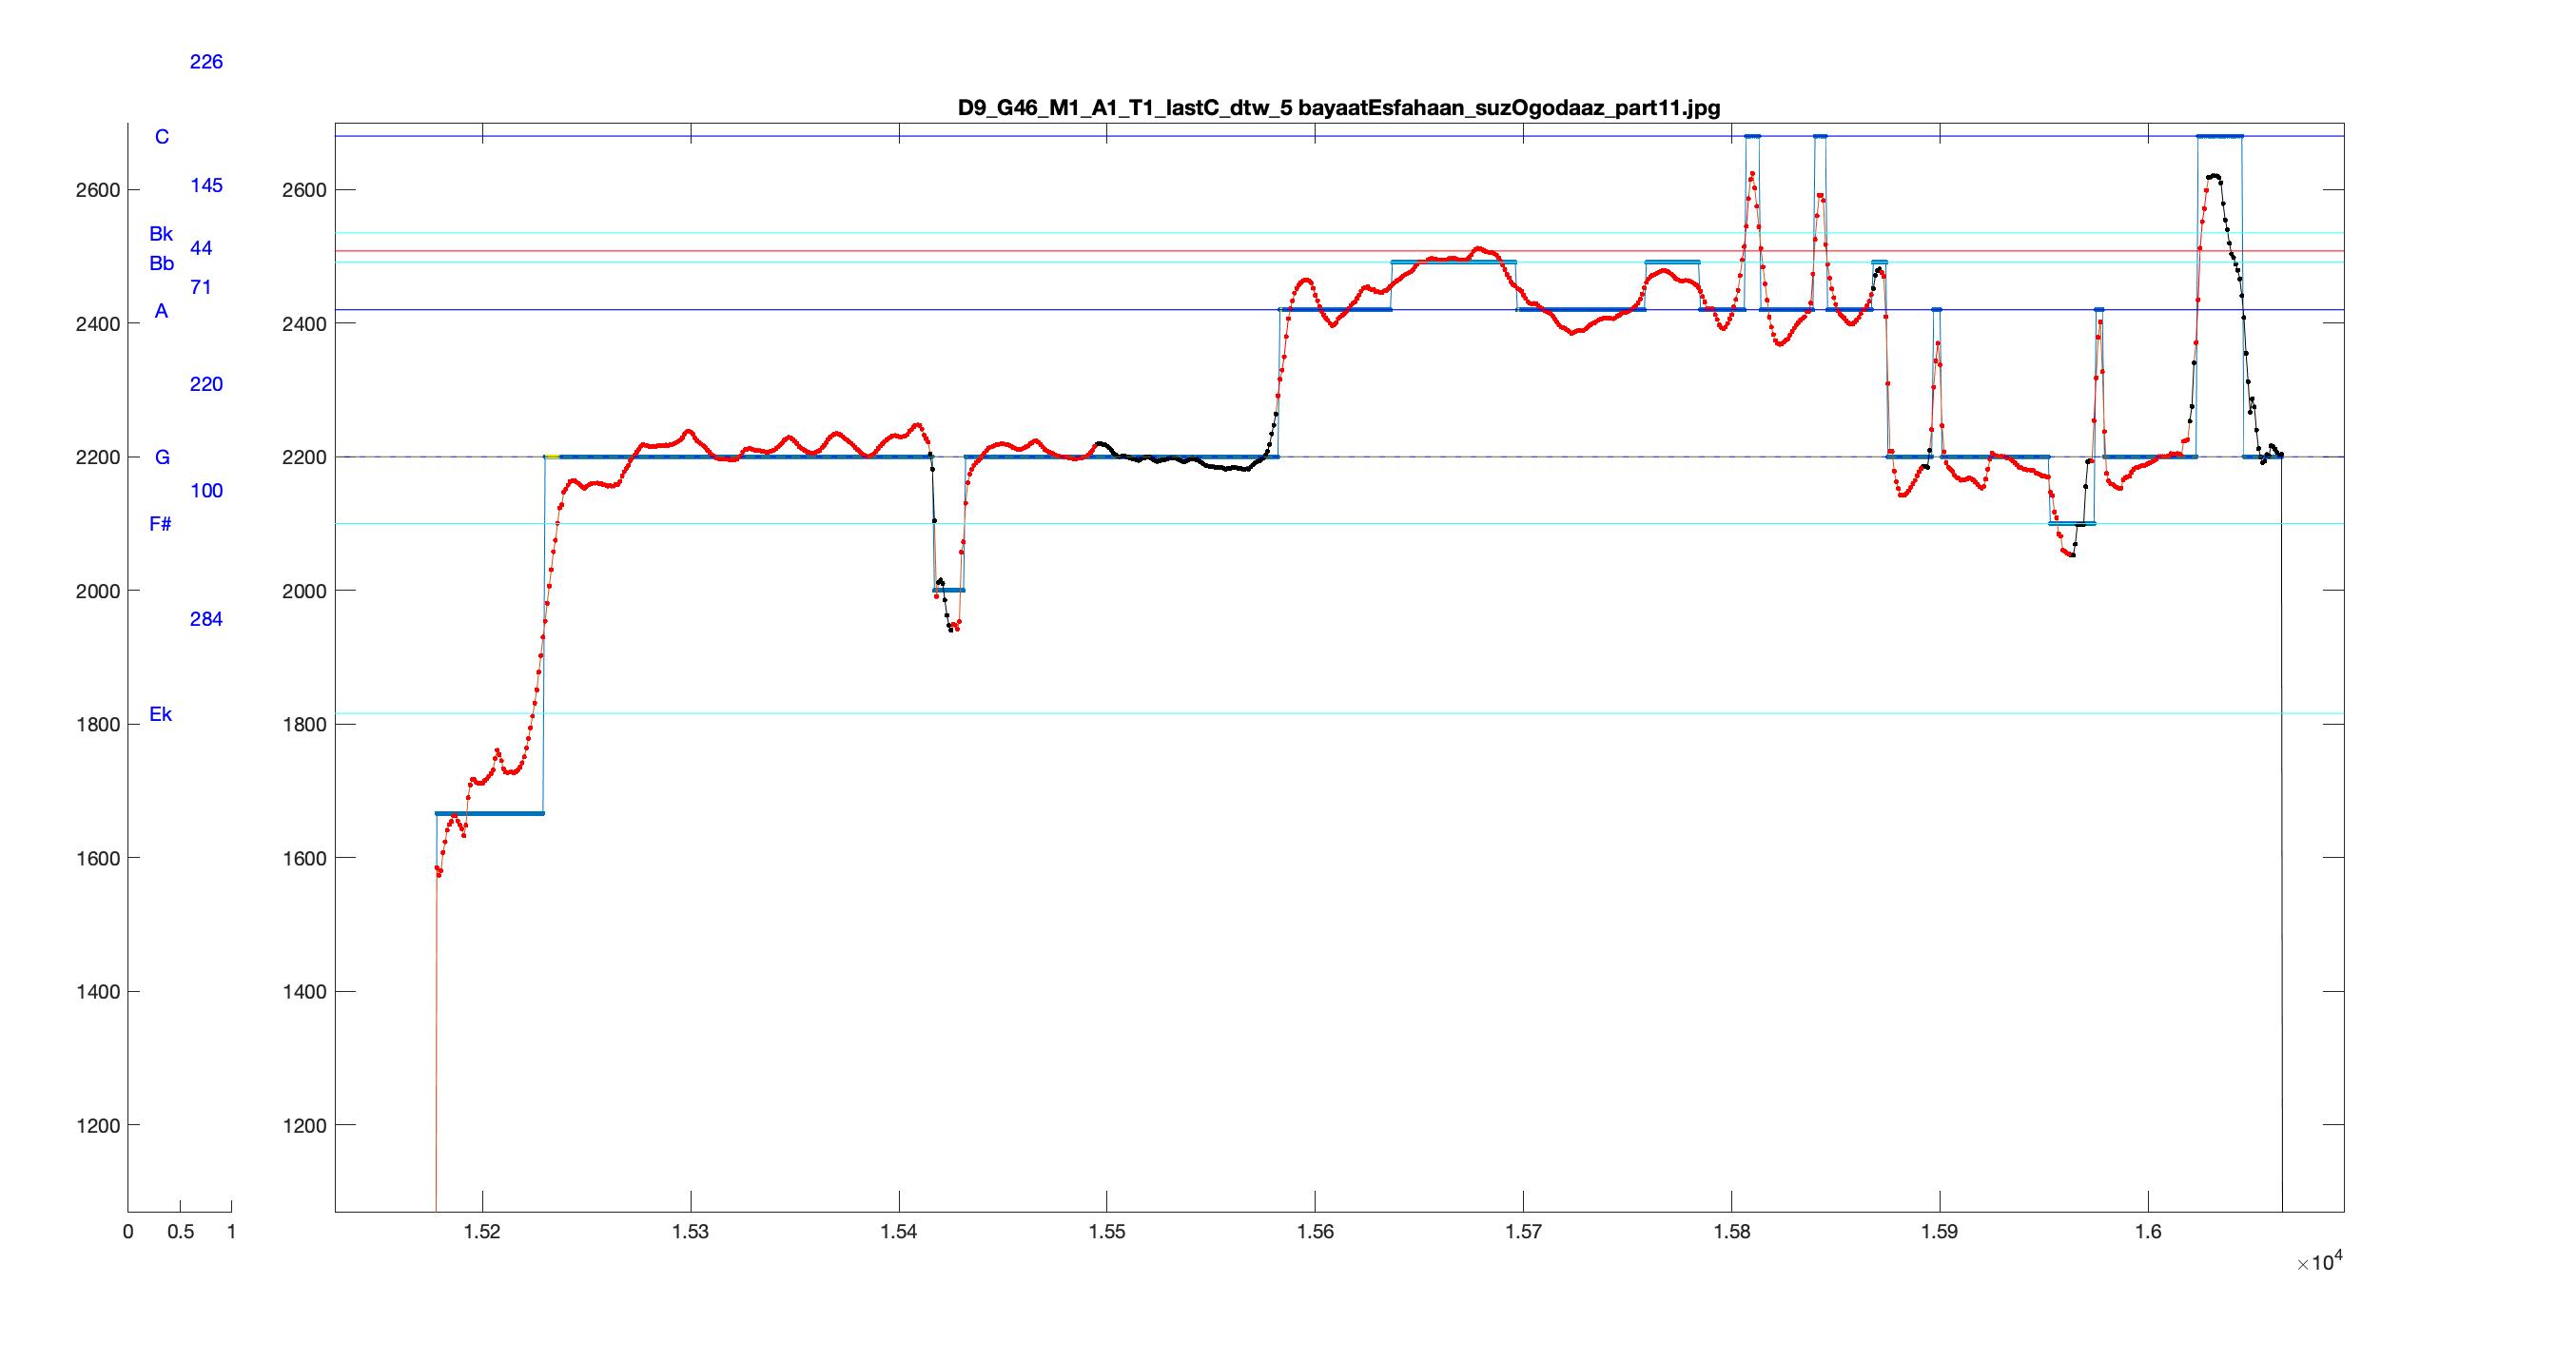 226
D9_G46_M1_A1_T1_lastC_dtw_5 bayaatEsfahaan_suzOgodaaz_part11.jpg
C
145
2600 2600
Bk
44
Bb
71
A
2400 2400
220
2200 G 2200
100
F#
2000 2000
284
Ek
1800 1800
1600 1600
1400 1400
1200 1200
0 0.5 1 1.52 1.53 1.54 1.55 1.56 1.57 1.58 1.59 1.6
×10⁴